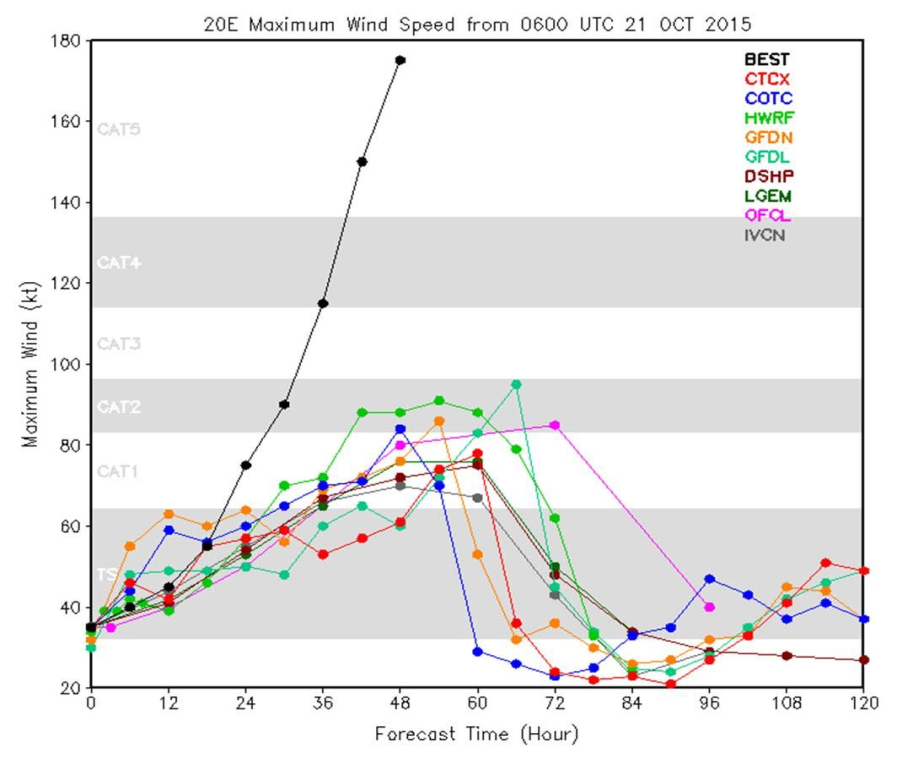 20E Maximum Wind Speed from 0600 UTC 21 OCT 2015
180
160
140
120
100
80
60
40
20
Maximum Wind (kt)
CAT5
CAT4
CAT3
CAT2
CAT1
TS
BEST
CTCX
COTC
HWRF
GFDN
GFDL
DSHP
LGEM
OFCL
IVCN
0 12 24 36 48 60 72 84 96 108 120
Forecast Time (Hour)